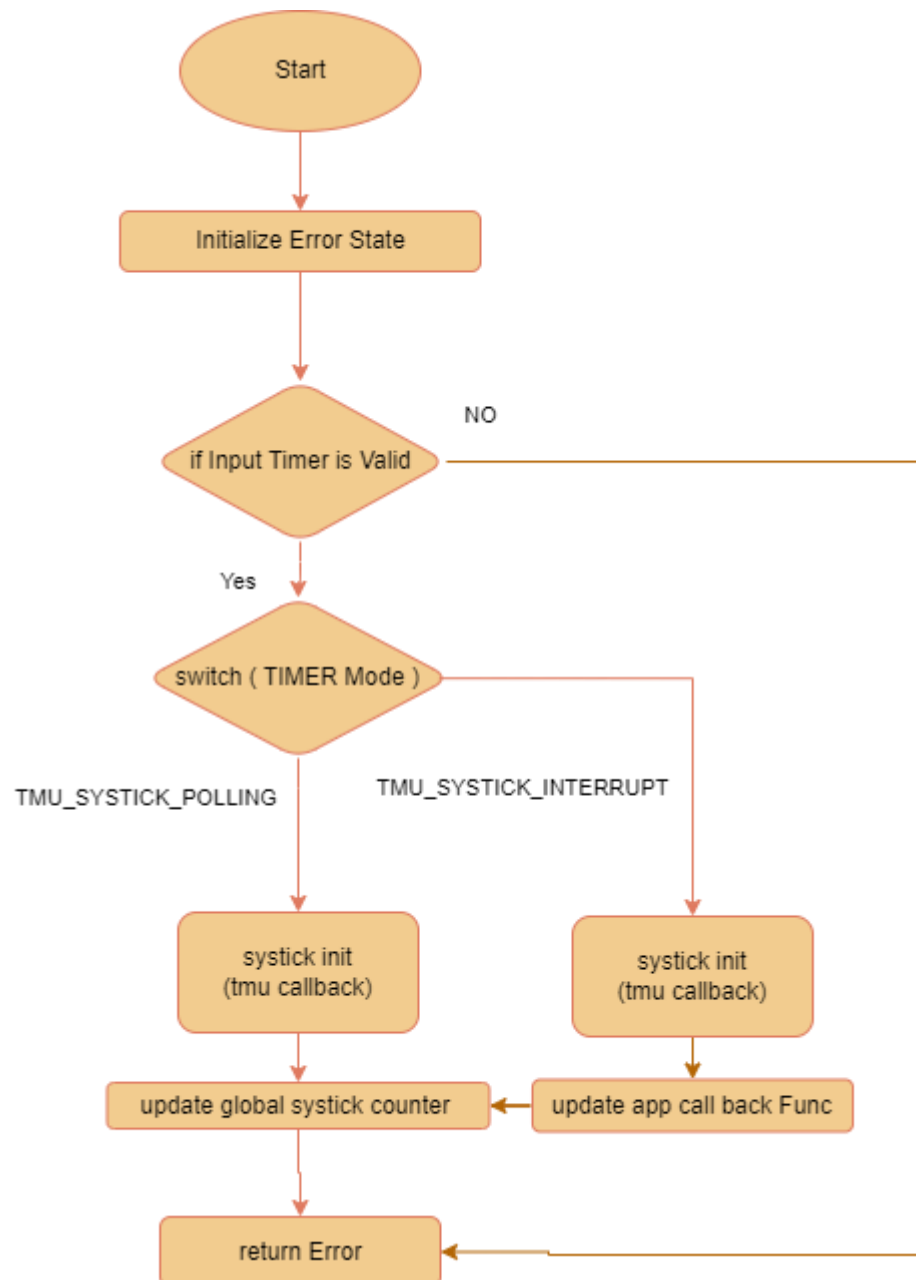 Start
Initialize Error State
NO
if Input Timer is Valid
Yes
switch ( TIMER Mode )
TMU_SYSTICK_POLLING
TMU_SYSTICK_INTERRUPT
systick init
(tmu callback)
systick init
(tmu callback)
update global systick counter
update app call back Func
return Error